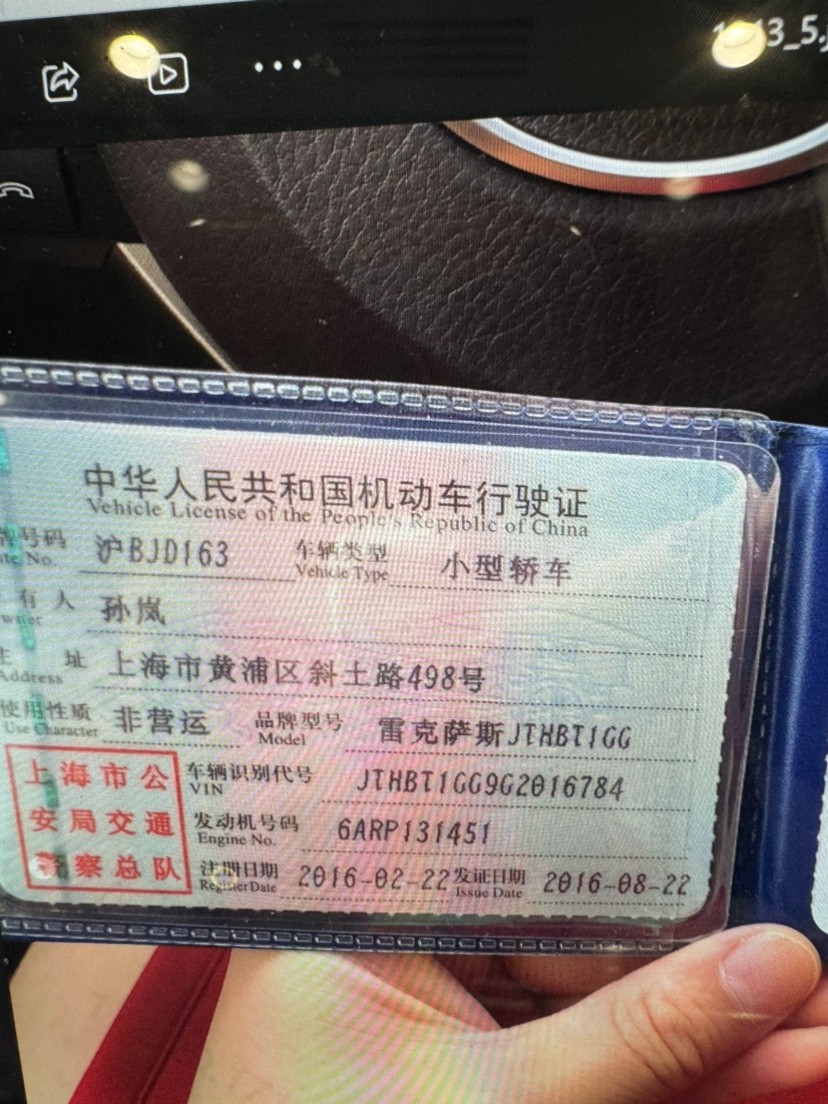 13_5.j
中华人民共和国机动车行驶证
Vehicle License of the People's Republic of China
牌号码 沪BJD163 车辆类型 小型轿车
te No. Vehicle Type
有人 孙岚
wner
址 上海市黄浦区斜土路498号
Address
使用性质 非营运 品牌型号 雷克萨斯JTHBT1GG
Use Character Model
上海市公 车辆识别代号 JTHBT1GG9G2016784
VIN
安局交通 发动机号码 6ARP131451
Engine No.
警察总队 注册日期 2016-02-22 发证日期 2016-08-22
Register Date Issue Date